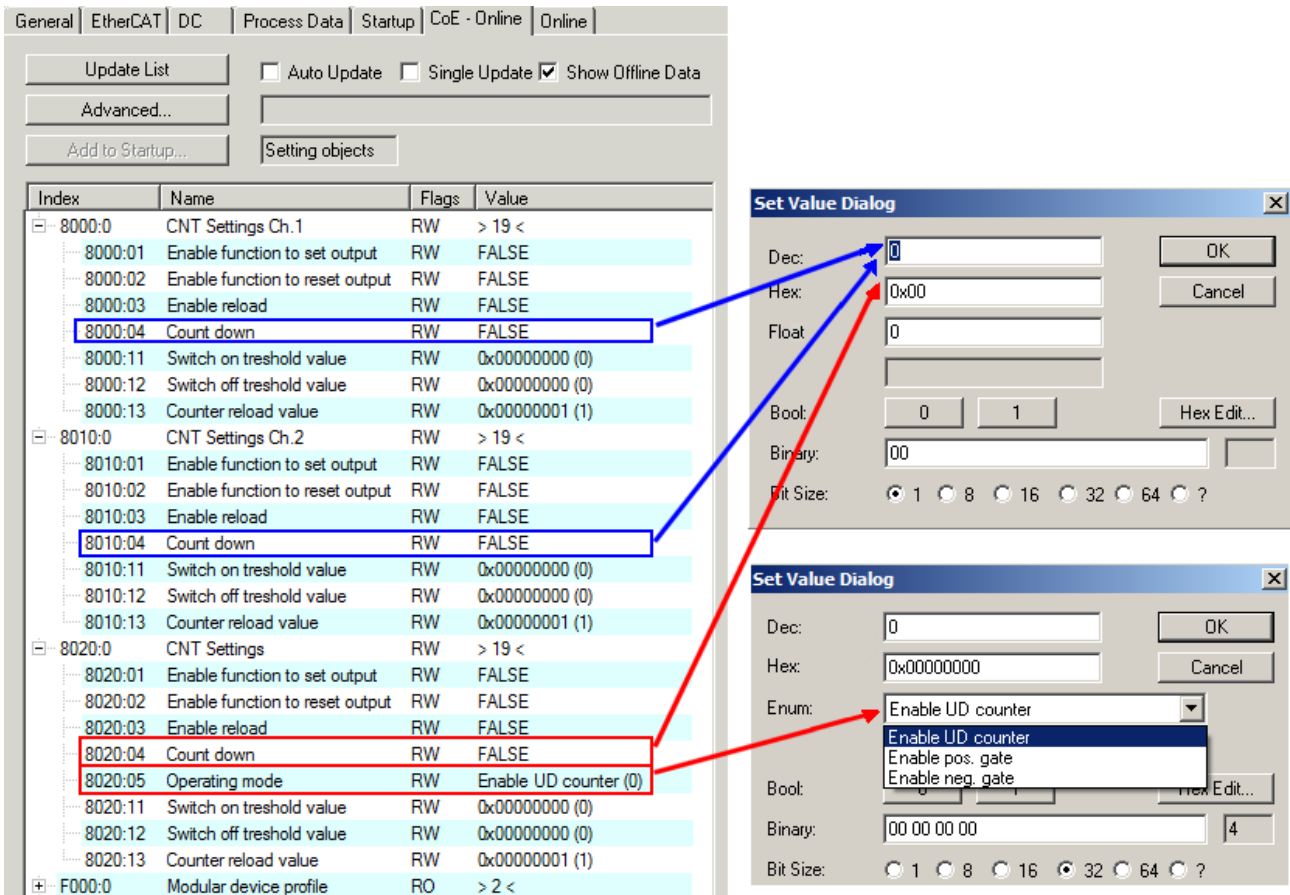 General EtherCAT DC Process Data Startup CoE - Online Online
Update List Auto Update Single Update Show Offline Data
Advanced...
Add to Startup... Setting objects
Index Name Flags Value
8000:0 CNT Settings Ch.1 RW > 19 <
8000:01 Enable function to set output RW FALSE
8000:02 Enable function to reset output RW FALSE
8000:03 Enable reload RW FALSE
8000:04 Count down RW FALSE
8000:11 Switch on treshold value RW 0x00000000 (0)
8000:12 Switch off treshold value RW 0x00000000 (0)
8000:13 Counter reload value RW 0x00000001 (1)
8010:0 CNT Settings Ch.2 RW > 19 <
8010:01 Enable function to set output RW FALSE
8010:02 Enable function to reset output RW FALSE
8010:03 Enable reload RW FALSE
8010:04 Count down RW FALSE
8010:11 Switch on treshold value RW 0x00000000 (0)
8010:12 Switch off treshold value RW 0x00000000 (0)
8010:13 Counter reload value RW 0x00000001 (1)
8020:0 CNT Settings RW > 19 <
8020:01 Enable function to set output RW FALSE
8020:02 Enable function to reset output RW FALSE
8020:03 Enable reload RW FALSE
8020:04 Count down RW FALSE
8020:05 Operating mode RW Enable UD counter (0)
8020:11 Switch on treshold value RW 0x00000000 (0)
8020:12 Switch off treshold value RW 0x00000000 (0)
8020:13 Counter reload value RW 0x00000001 (1)
F000:0 Modular device profile RO > 2 <
Set Value Dialog
Dec: 0 OK
Hex: 0x00 Cancel
Float 0
Bool: 0 1 Hex Edit...
Binary: 00
Bit Size: 1 8 16 32 64 ?
Set Value Dialog
Dec: 0 OK
Hex: 0x00000000 Cancel
Enum: Enable UD counter
Enable UD counter
Enable pos. gate
Enable neg. gate
Bool: Hex Edit...
Binary: 00 00 00 00 4
Bit Size: 1 8 16 32 64 ?